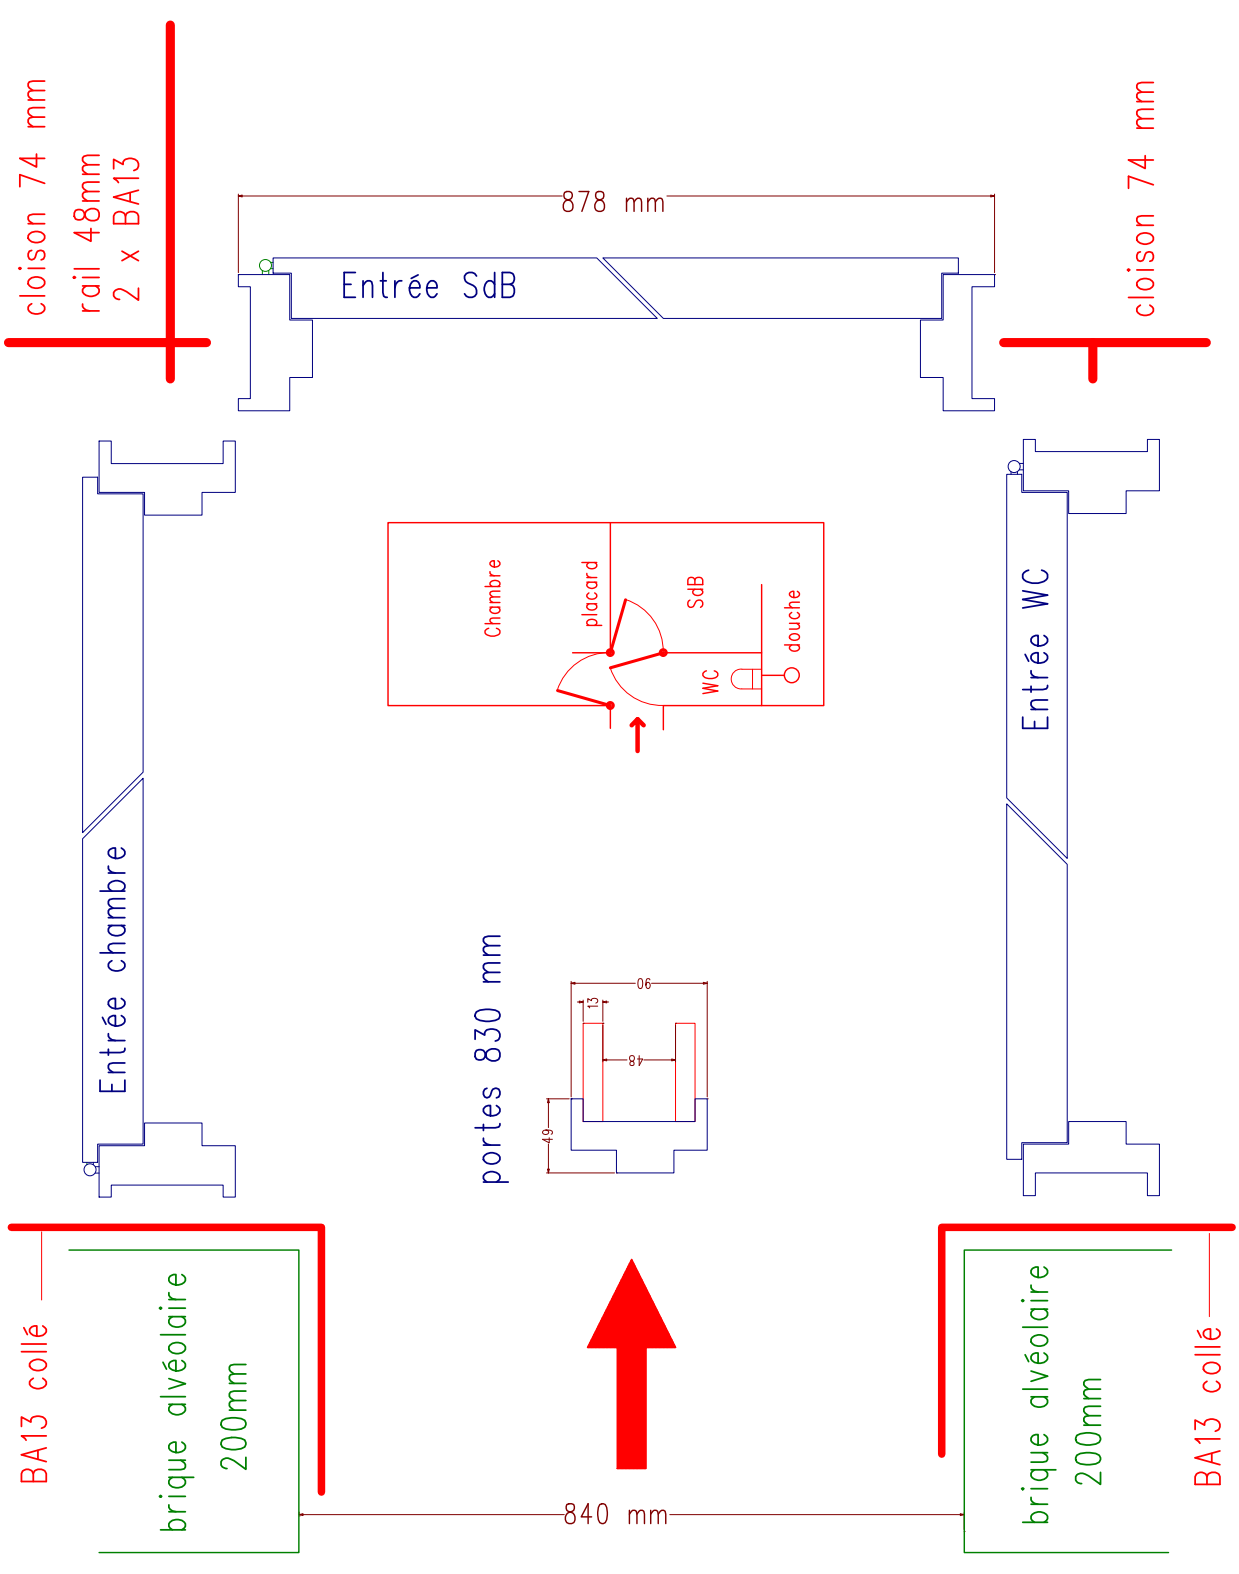 cloison 74 mm
rail 48mm
2 x BA13
878 mm
cloison 74 mm
Entrée SdB
Entrée chambre
Chambre
placard
SdB
douche
WC
Entrée WC
portes 830 mm
90
13
48
49
BA13 collé
brique alvéolaire
200mm
840 mm
brique alvéolaire
200mm
BA13 collé